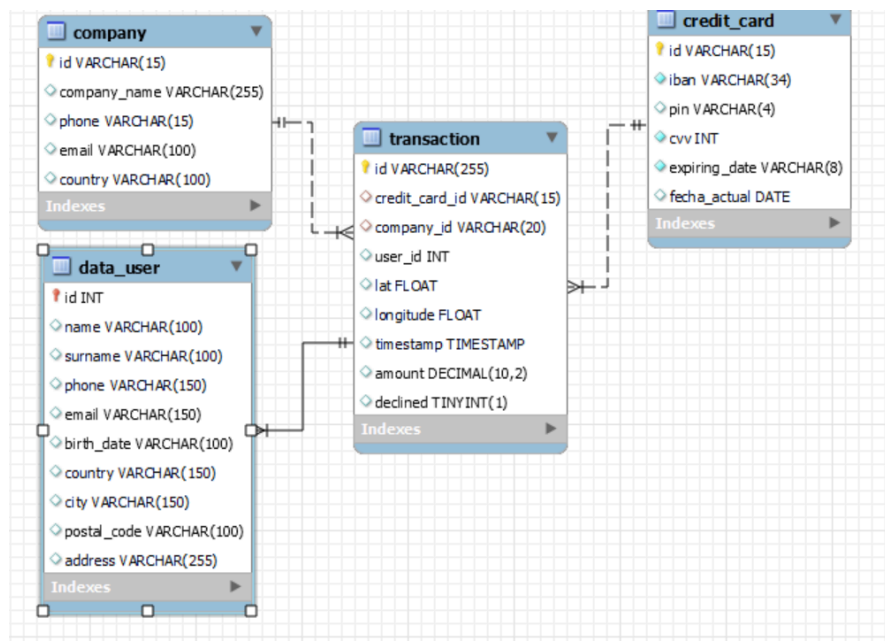 company
id VARCHAR(15)
company_name VARCHAR(255)
phone VARCHAR(15)
email VARCHAR(100)
country VARCHAR(100)
Indexes
data_user
id INT
name VARCHAR(100)
surname VARCHAR(100)
phone VARCHAR(150)
email VARCHAR(150)
birth_date VARCHAR(100)
country VARCHAR(150)
city VARCHAR(150)
postal_code VARCHAR(100)
address VARCHAR(255)
Indexes
transaction
id VARCHAR(255)
credit_card_id VARCHAR(15)
company_id VARCHAR(20)
user_id INT
lat FLOAT
longitude FLOAT
timestamp TIMESTAMP
amount DECIMAL(10,2)
declined TINYINT(1)
Indexes
credit_card
id VARCHAR(15)
iban VARCHAR(34)
pin VARCHAR(4)
cvv INT
expiring_date VARCHAR(8)
fecha_actual DATE
Indexes